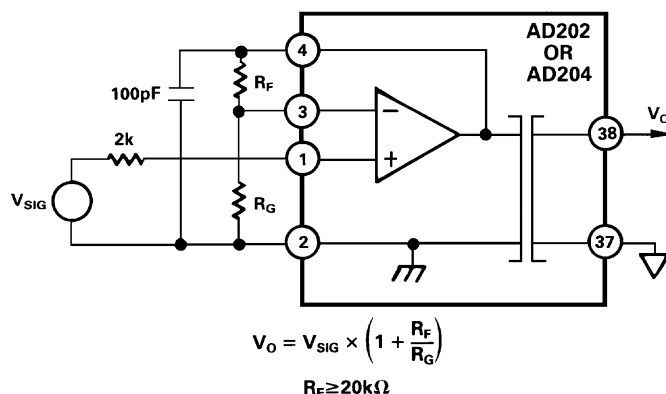 AD202
OR
AD204
4
R_F
100pF
3
V_O
38
2k
1
V_SIG
R_G
2
37
V_O = V_SIG × (1 + R_F/R_G)
R_F≥20kΩ